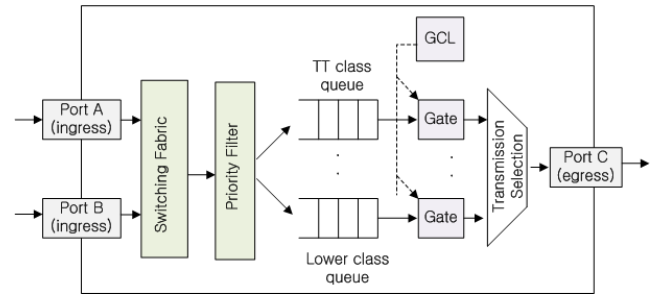 GCL
TT class
queue
Port A
(ingress)
Switching Fabric
Priority Filter
Gate
Transmission
Selection
Port C
(egress)
Port B
(ingress)
Gate
Lower class
queue